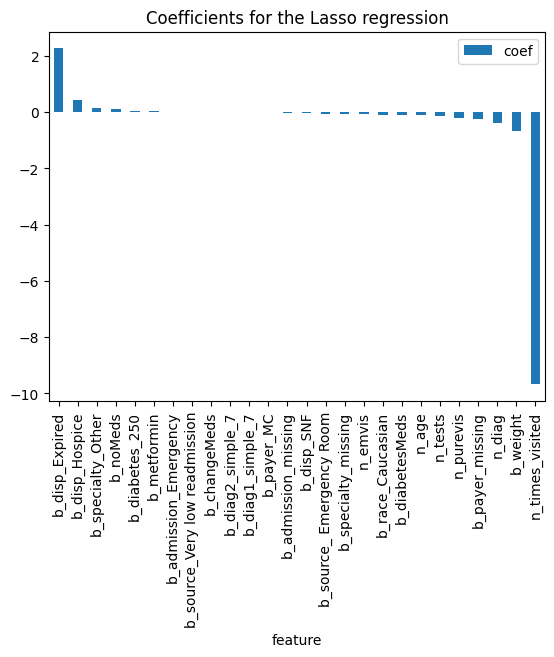 Coefficients for the Lasso regression
coef
2
0
−2
−4
−6
−8
−10
b_disp_Expired
b_disp_Hospice
b_specialty_Other
b_noMeds
b_diabetes_250
b_metformin
b_admission_Emergency
b_source_Very low readmission
b_changeMeds
b_diag2_simple_7
b_diag1_simple_7
b_payer_MC
b_admission_missing
b_disp_SNF
b_source_ Emergency Room
b_specialty_missing
n_emvis
b_race_Caucasian
b_diabetesMeds
n_age
n_tests
n_purevis
b_payer_missing
n_diag
b_weight
n_times_visited
feature